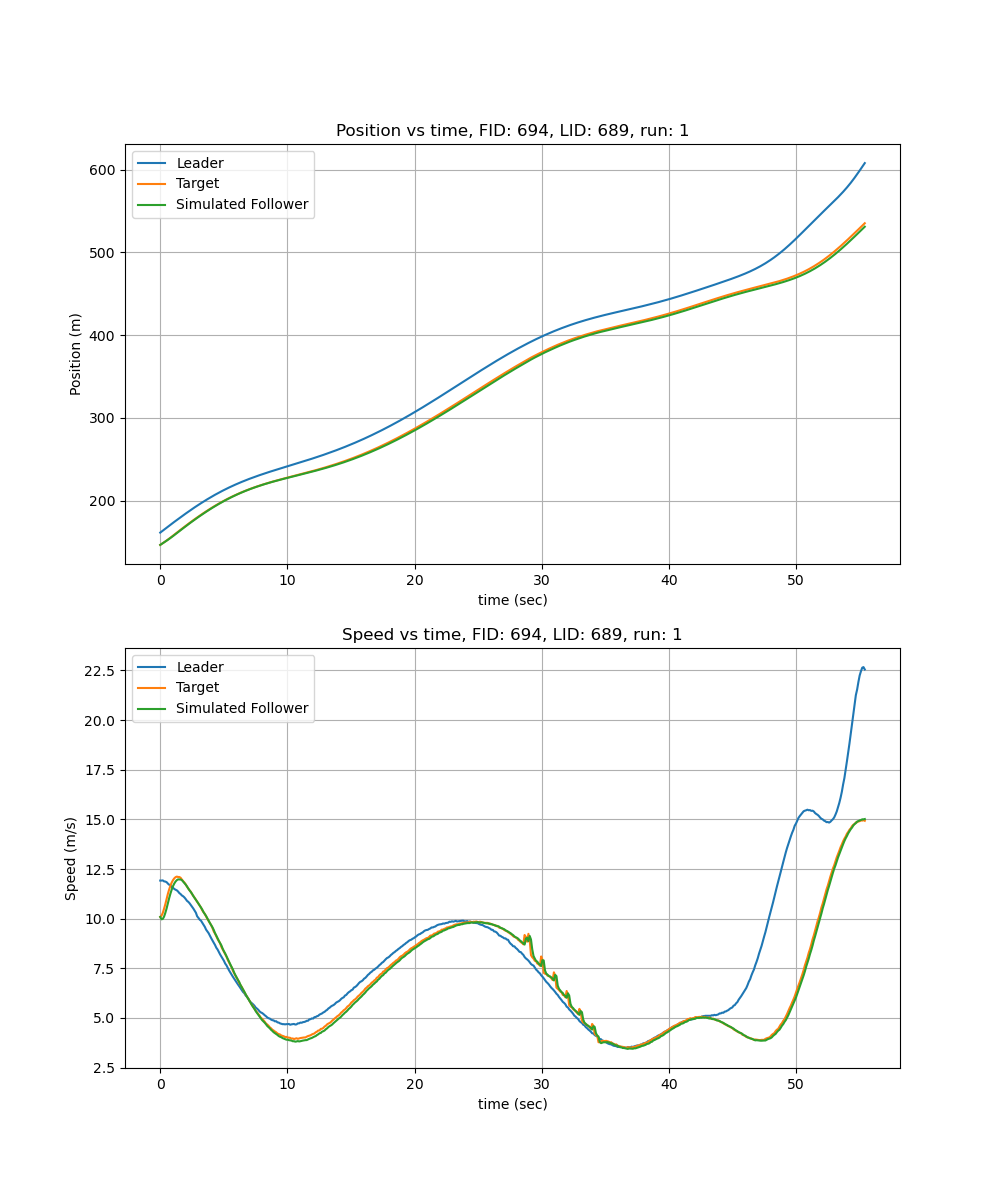 Position vs time, FID: 694, LID: 689, run: 1
Leader
Target
Simulated Follower
600
500
400
300
200
Position (m)
0 10 20 30 40 50
time (sec)
Speed vs time, FID: 694, LID: 689, run: 1
Leader
Target
Simulated Follower
22.5
20.0
17.5
15.0
12.5
10.0
7.5
5.0
2.5
Speed (m/s)
0 10 20 30 40 50
time (sec)